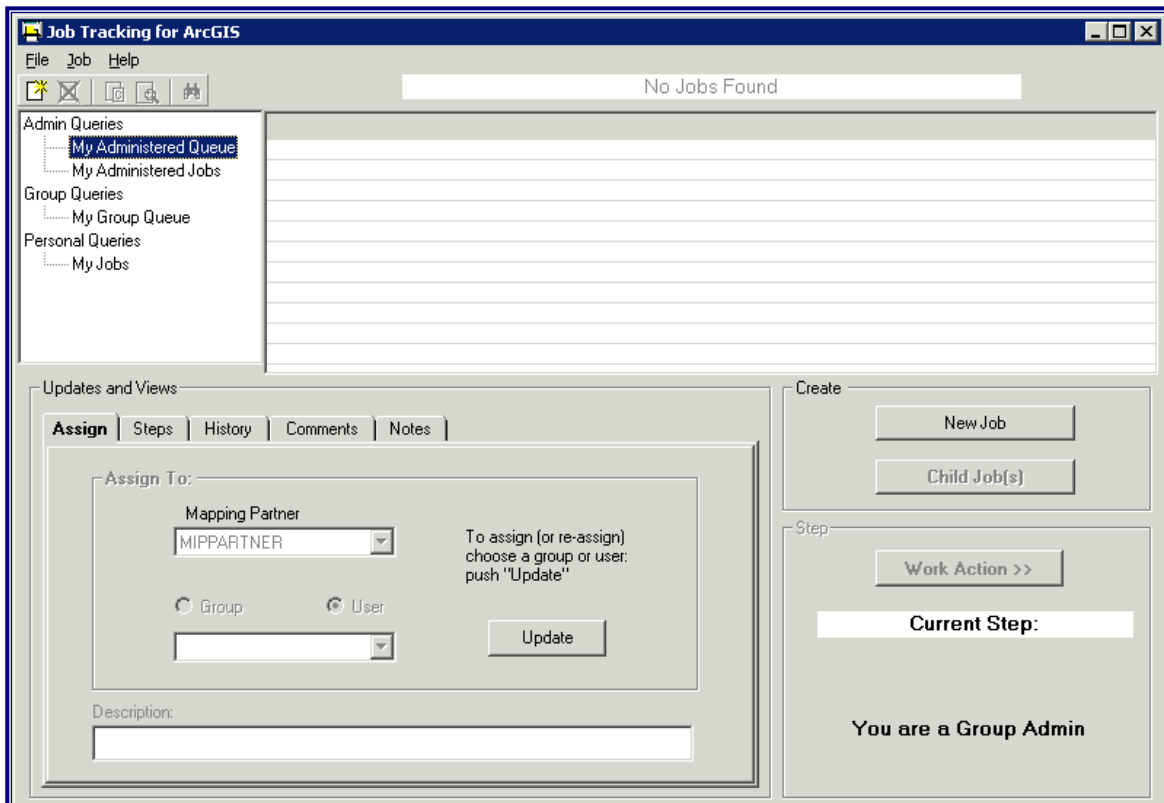 Job Tracking for ArcGIS
File Job Help
No Jobs Found
Admin Queries
My Administered Queue
My Administered Jobs
Group Queries
My Group Queue
Personal Queries
My Jobs
Updates and Views
Assign Steps History Comments Notes
Assign To:
Mapping Partner
MIPPARTNER
To assign (or re-assign)
choose a group or user:
push "Update"
Group User
Update
Description:
Create
New Job
Child Job(s)
Step
Work Action >>
Current Step:
You are a Group Admin